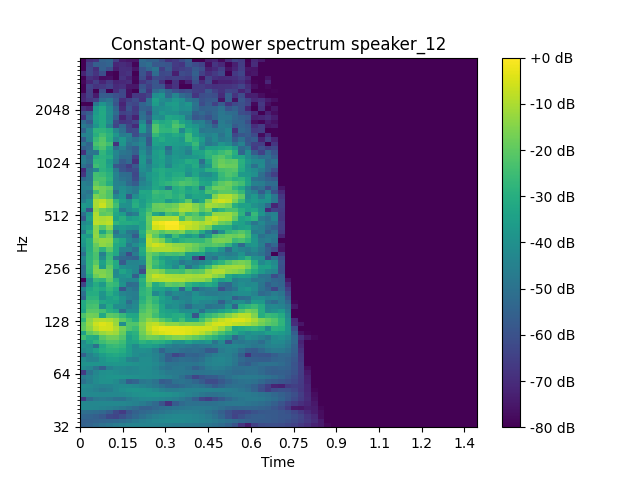 Constant-Q power spectrum speaker_12
+0 dB
2048
-10 dB
1024
-20 dB
512
-30 dB
Hz
-40 dB
256
-50 dB
128
-60 dB
64
-70 dB
32
-80 dB
0 0.15 0.3 0.45 0.6 0.75 0.9 1.1 1.2 1.4
Time